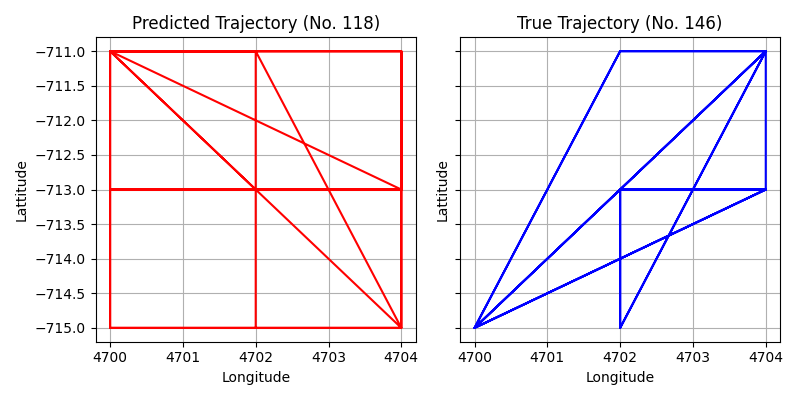 Predicted Trajectory (No. 118)
−711.0
−711.5
−712.0
−712.5
−713.0
−713.5
−714.0
−714.5
−715.0
Lattitude
4700 4701 4702 4703 4704
Longitude
True Trajectory (No. 146)
Lattitude
4700 4701 4702 4703 4704
Longitude